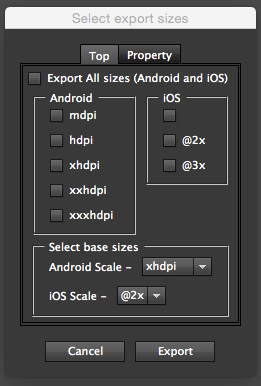 Select export sizes
Top Property
Export All sizes (Android and iOS)
Android iOS
mdpi
hdpi @2x
xhdpi @3x
xxhdpi
xxxhdpi
Select base sizes
Android Scale – xhdpi
iOS Scale – @2x
Cancel Export